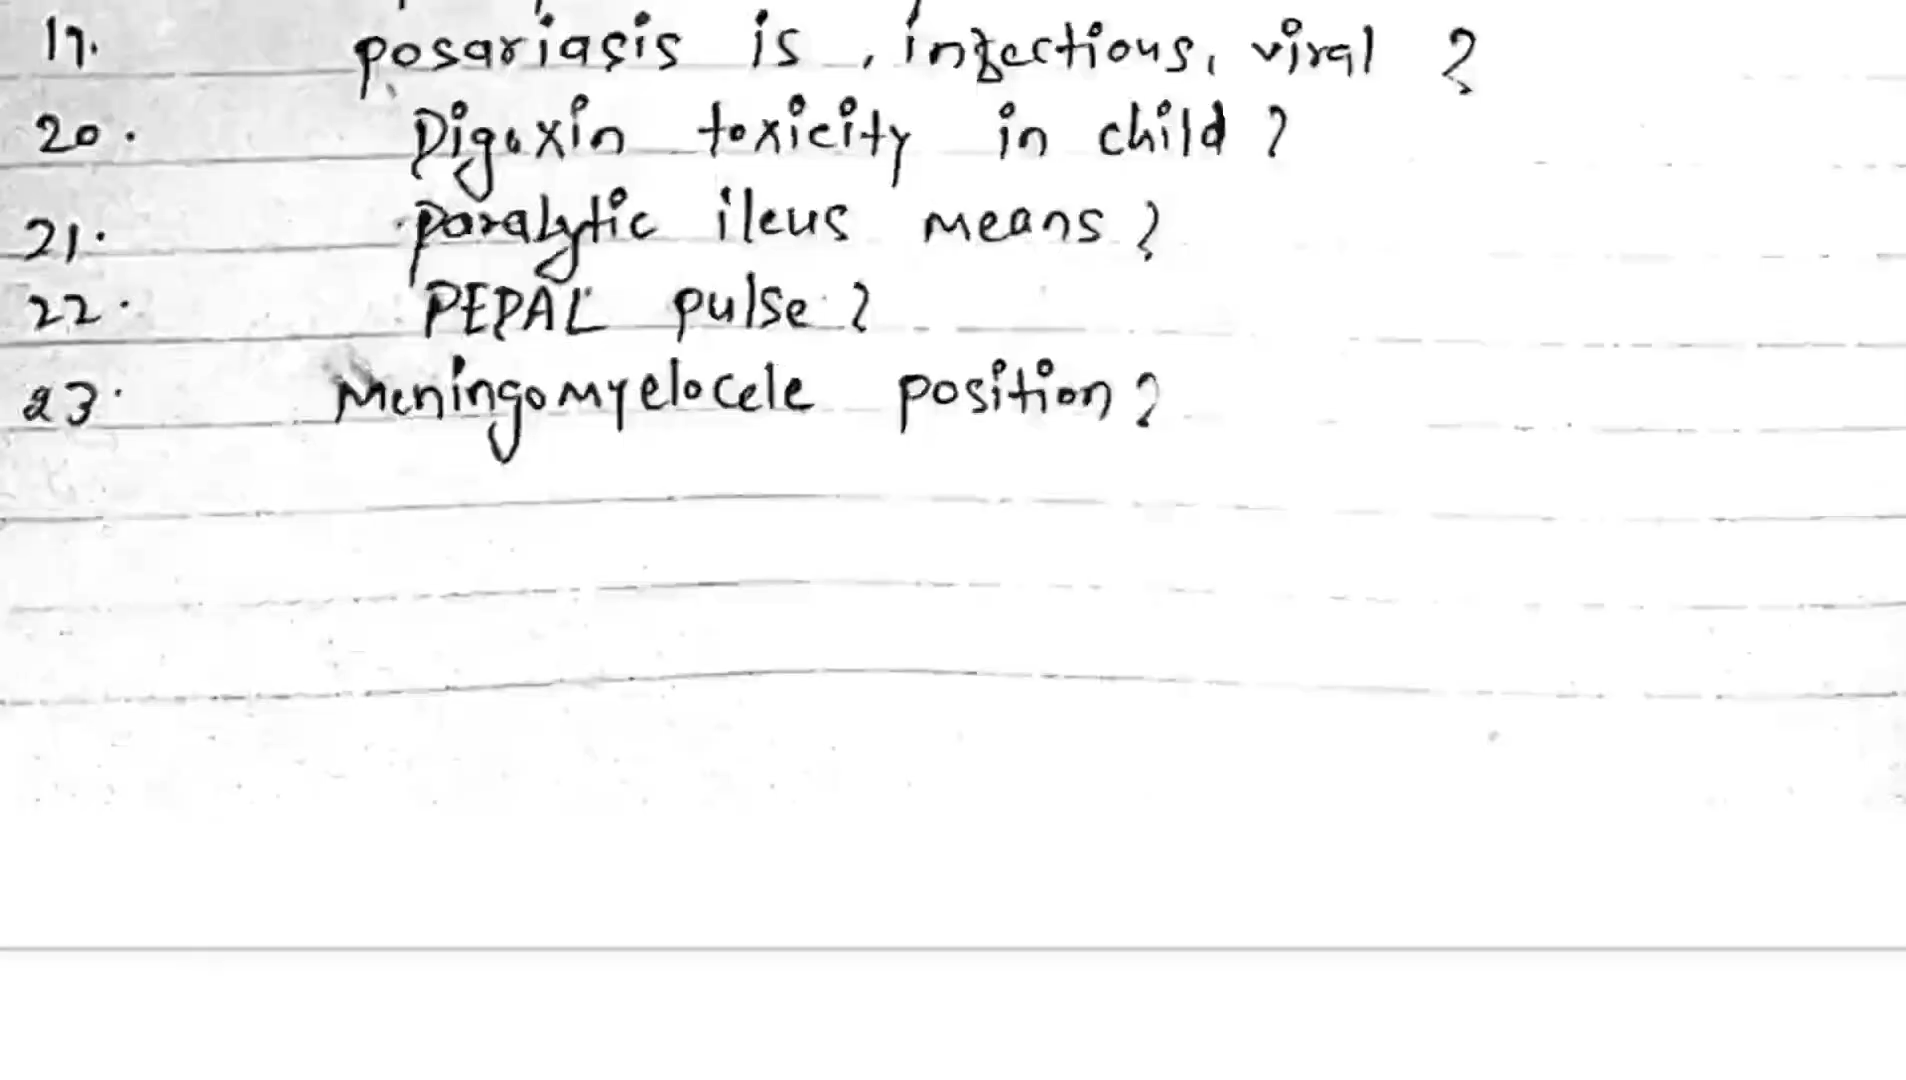 19. posariasis is, infectious, viral ?
20. Digoxin toxicity in child ?
21. paralytic ileus means ?
22. PEPAL pulse ?
23. Meningomyelocele position ?